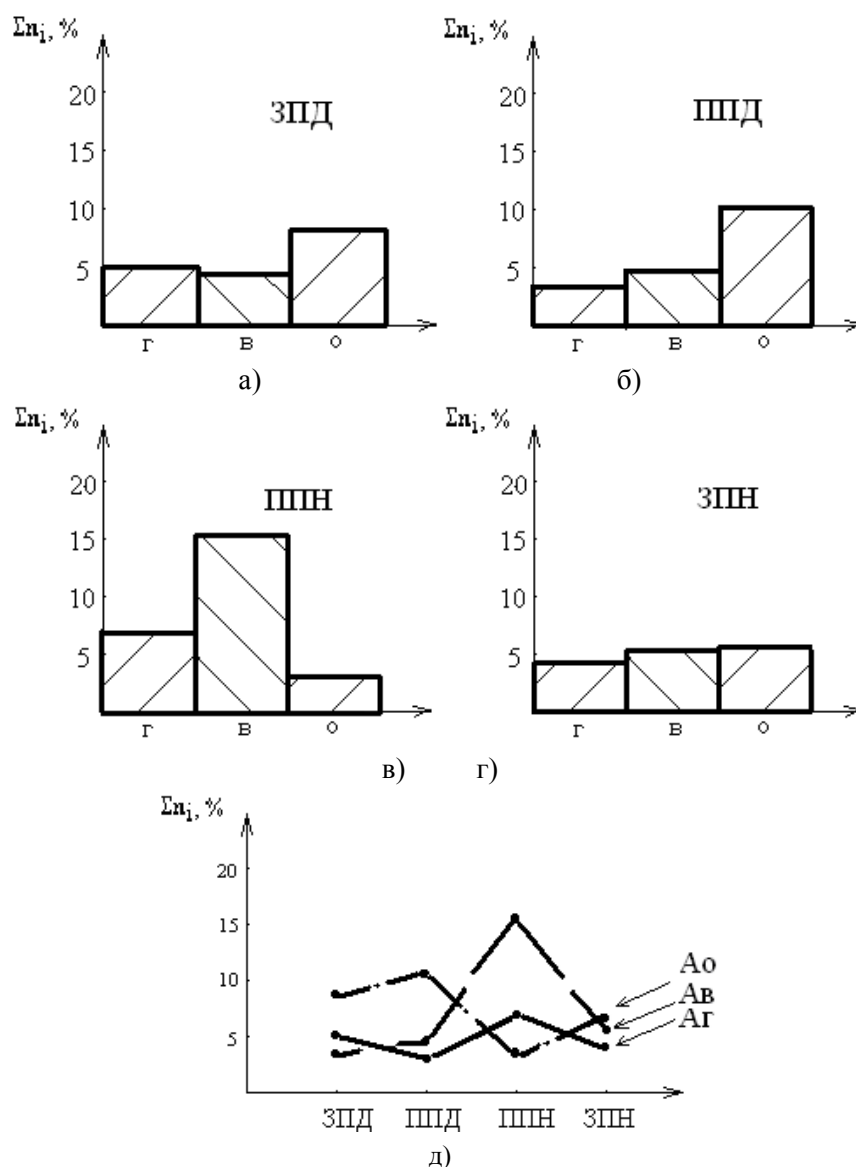 Σni, %
20
15
10
5
ЗПД
г в о
а)
Σni, %
20
15
10
5
ППД
г в о
б)
Σni, %
20
15
10
5
ППН
г в о
в)
Σni, %
20
15
10
5
ЗПН
г в о
г)
Σni, %
20
15
10
5
Ао
Ав
Аг
ЗПД ППД ППН ЗПН
д)